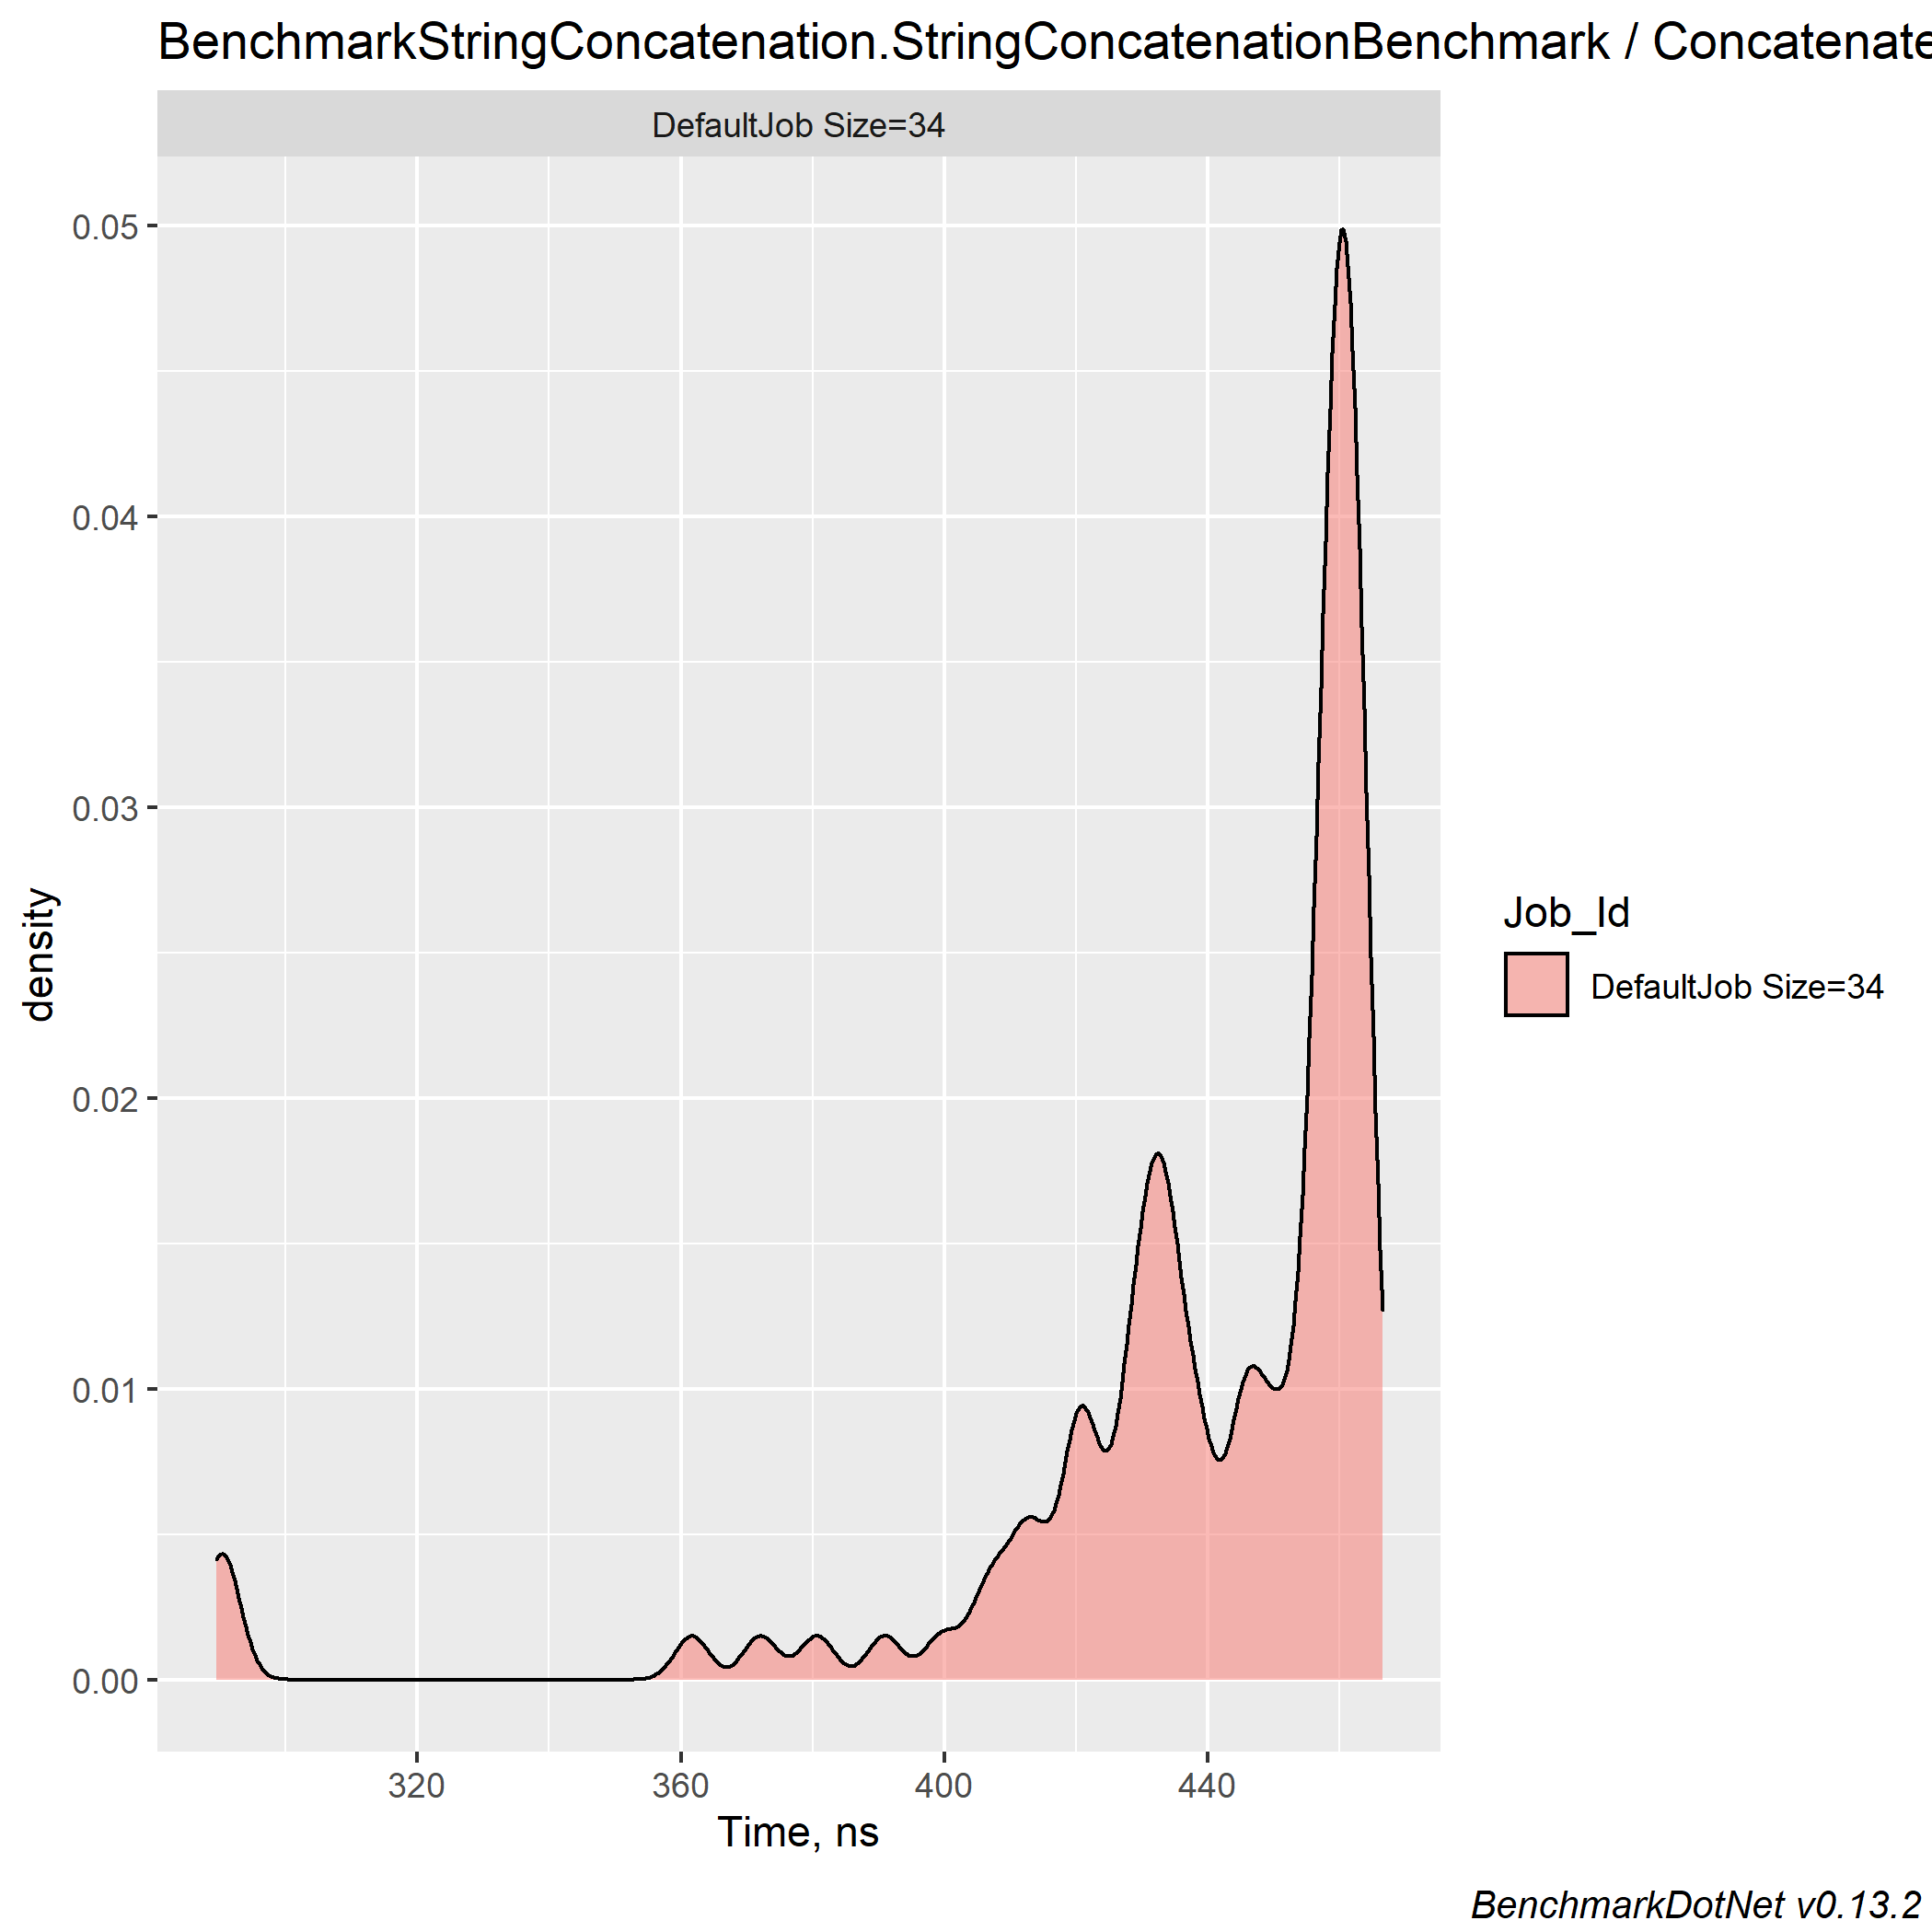 BenchmarkStringConcatenation.StringConcatenationBenchmark / Concatenate
DefaultJob Size=34
0.05
0.04
0.03
0.02
0.01
0.00
density
320 360 400 440
Time, ns
Job_Id
DefaultJob Size=34
BenchmarkDotNet v0.13.2